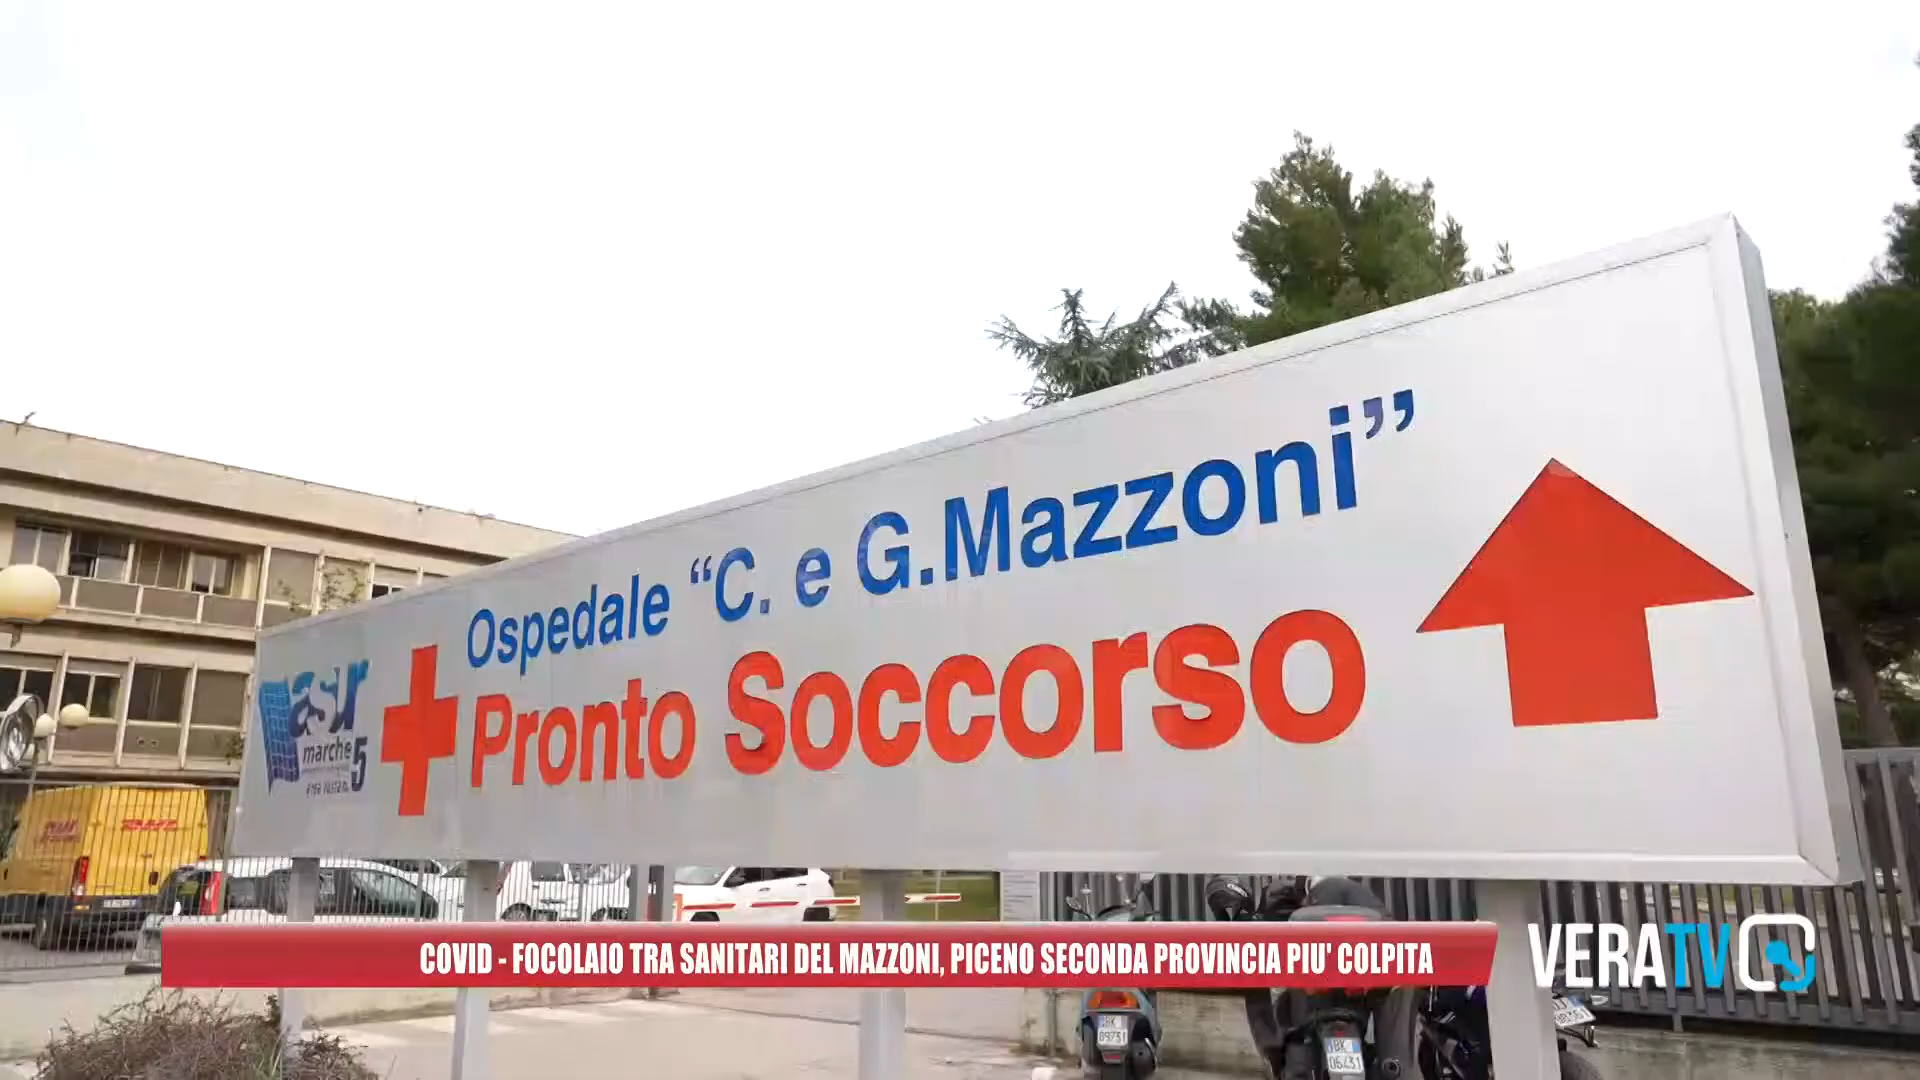 Ospedale “C. e G.Mazzoni”
Pronto Soccorso
asur
marche
5
DHL
COVID - FOCOLAIO TRA SANITARI DEL MAZZONI, PICENO SECONDA PROVINCIA PIU' COLPITA
VERATV